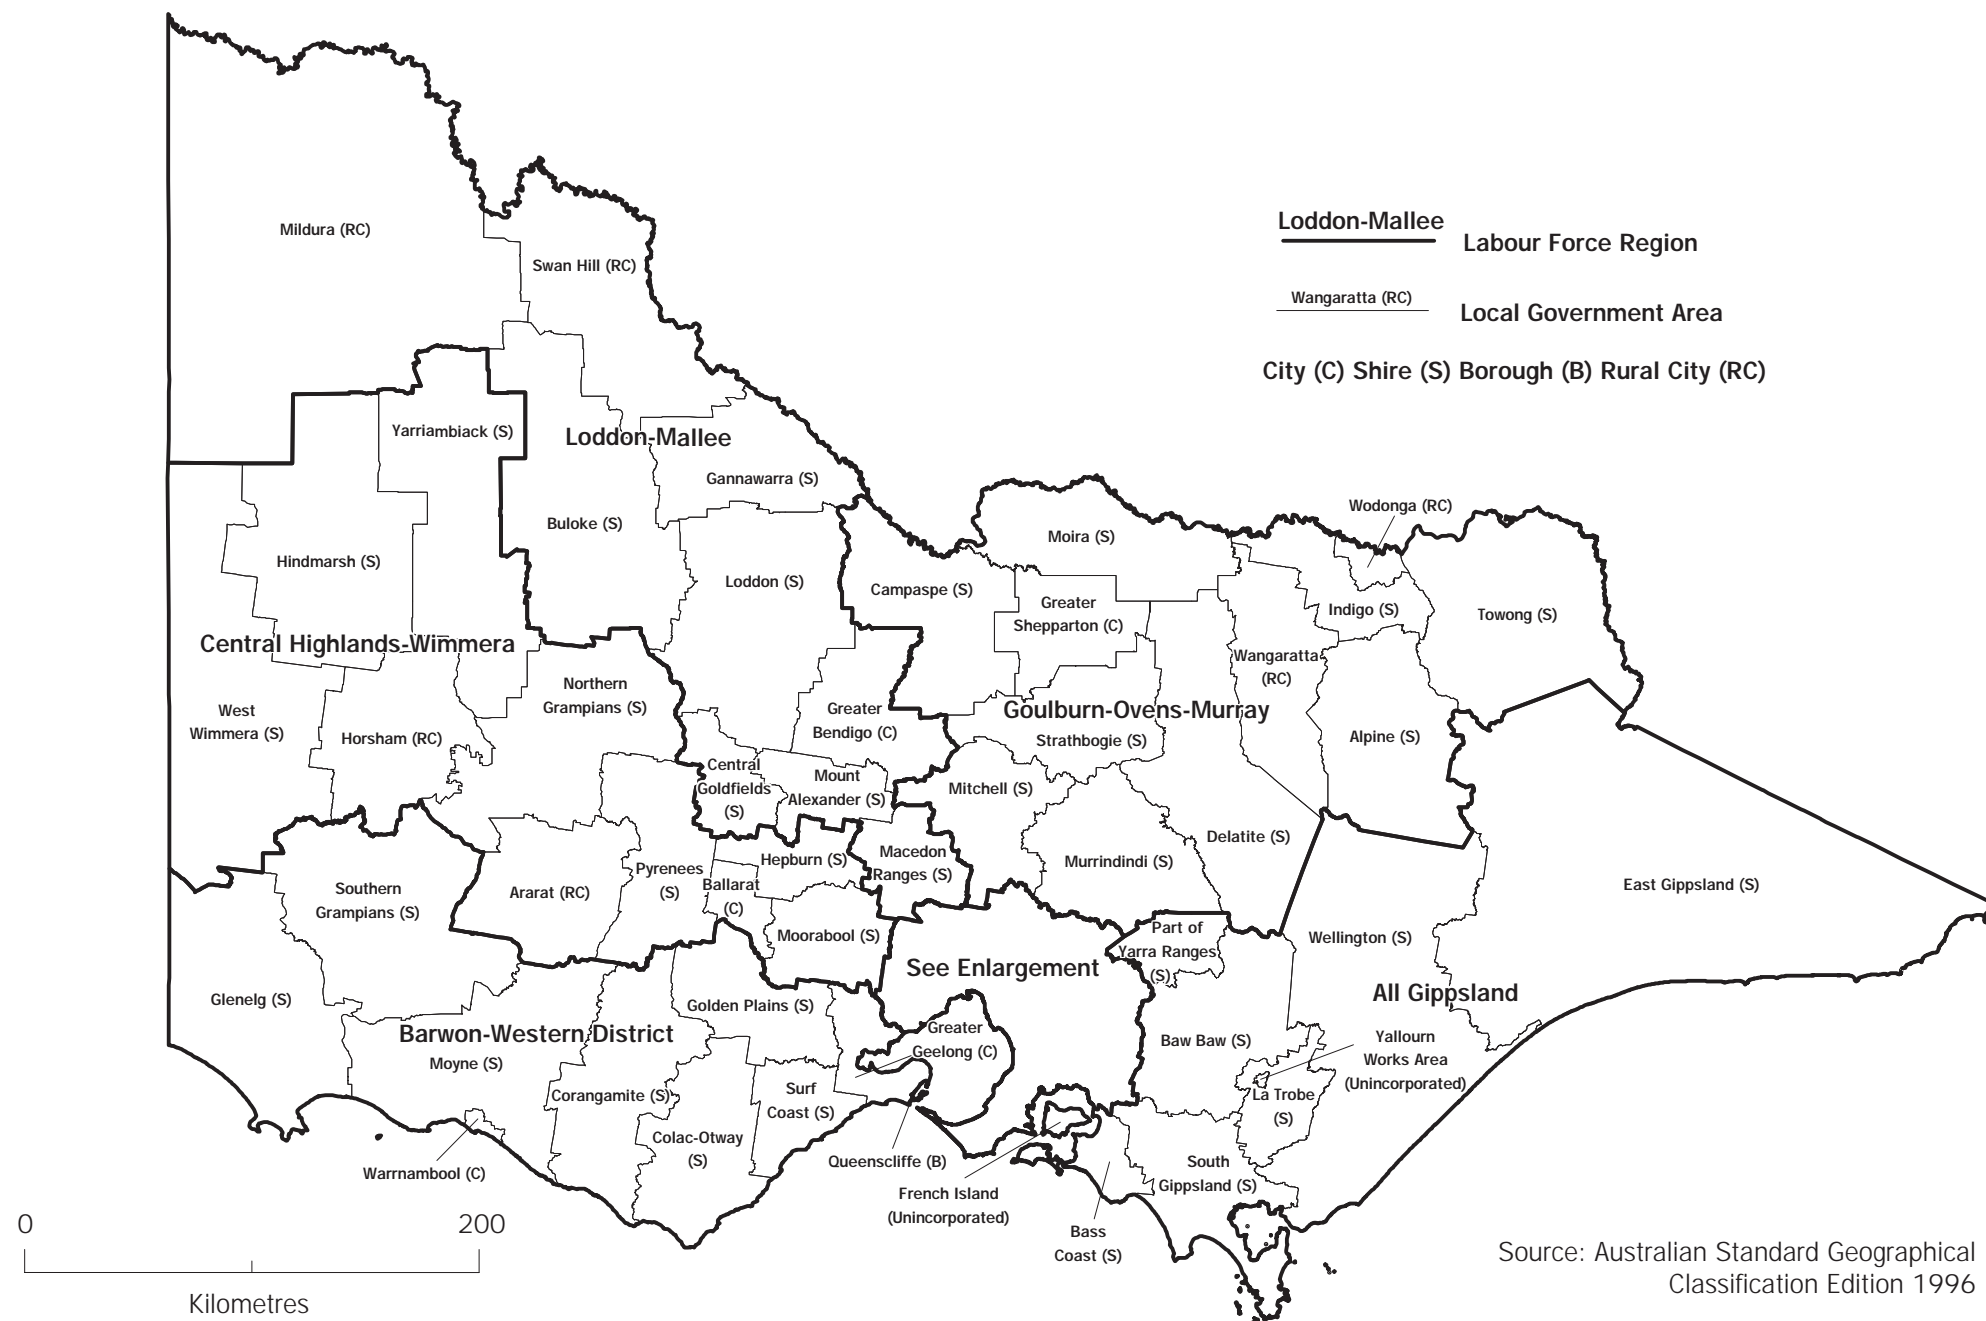 Mildura (RC)
Swan Hill (RC)
Loddon-Mallee
Labour Force Region
Wangaratta (RC)
Local Government Area
City (C) Shire (S) Borough (B) Rural City (RC)
Yarriambiack (S)
Loddon-Mallee
Gannawarra (S)
Buloke (S)
Hindmarsh (S)
Loddon (S)
Campaspe (S)
Moira (S)
Wodonga (RC)
Greater
Shepparton (C)
Indigo (S)
Towong (S)
Central Highlands-Wimmera
Wangaratta
(RC)
Northern
Grampians (S)
West
Wimmera (S)
Horsham (RC)
Greater
Bendigo (C)
Goulburn-Ovens-Murray
Strathbogie (S)
Alpine (S)
Central
Goldfields
(S)
Mount
Alexander (S)
Mitchell (S)
Delatite (S)
Hepburn (S)
Macedon
Ranges (S)
Murrindindi (S)
Southern
Grampians (S)
Ararat (RC)
Pyrenees
(S)
Ballarat
(C)
East Gippsland (S)
Moorabool (S)
Part of
Yarra Ranges
(S)
Wellington (S)
See Enlargement
Glenelg (S)
Golden Plains (S)
All Gippsland
Barwon-Western District
Moyne (S)
Greater
Geelong (C)
Baw Baw (S)
Yallourn
Works Area
(Unincorporated)
Corangamite (S)
Surf
Coast (S)
La Trobe
(S)
Colac-Otway
(S)
Warrnambool (C)
Queenscliffe (B)
French Island
(Unincorporated)
South
Gippsland (S)
Bass
Coast (S)
0 200
Kilometres
Source: Australian Standard Geographical
Classification Edition 1996